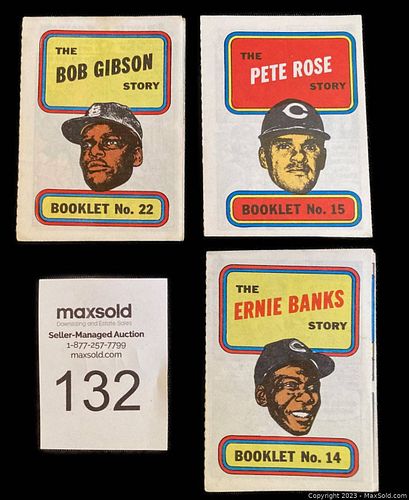 THE
BOB GIBSON
STORY
BOOKLET No. 22
THE
PETE ROSE
STORY
C
BOOKLET No. 15
maxsold
Downsizing and Estate Sales
Seller-Managed Auction
1-877-257-7799
maxsold.com
132
THE
ERNIE BANKS
STORY
BOOKLET No. 14
Copyright 2023 - MaxSold.com